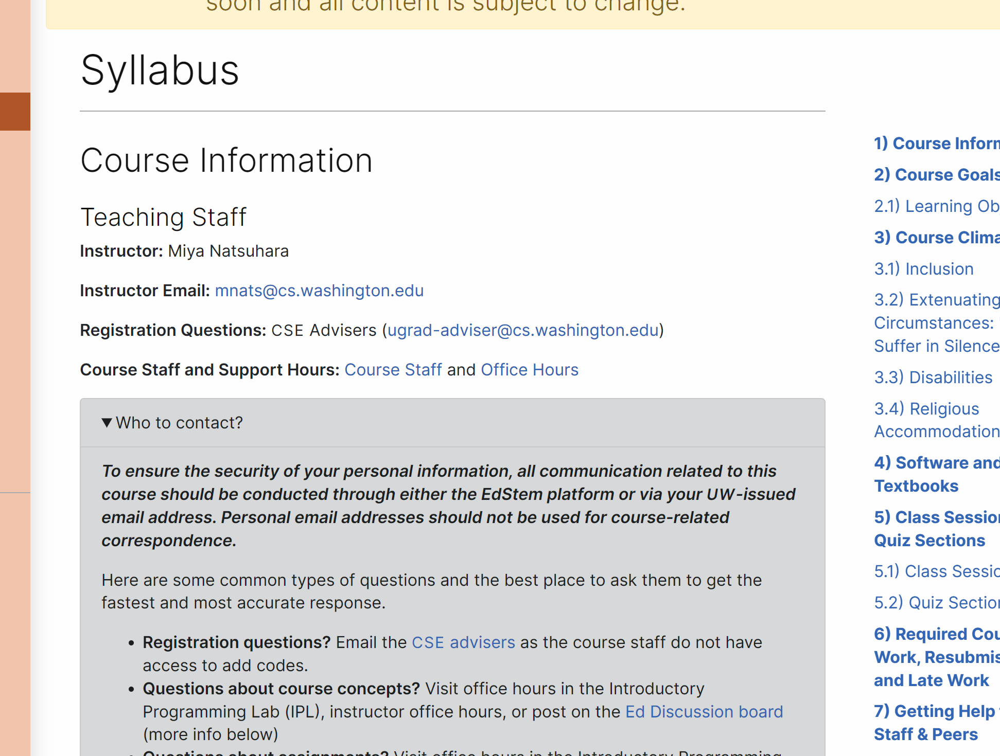 soon and all content is subject to change.
Syllabus
Course Information
Teaching Staff
Instructor: Miya Natsuhara
Instructor Email: mnats@cs.washington.edu
Registration Questions: CSE Advisers (ugrad-adviser@cs.washington.edu)
Course Staff and Support Hours: Course Staff and Office Hours
▼ Who to contact?
To ensure the security of your personal information, all communication related to this
course should be conducted through either the EdStem platform or via your UW-issued
email address. Personal email addresses should not be used for course-related
correspondence.
Here are some common types of questions and the best place to ask them to get the
fastest and most accurate response.
• Registration questions? Email the CSE advisers as the course staff do not have
access to add codes.
• Questions about course concepts? Visit office hours in the Introductory
Programming Lab (IPL), instructor office hours, or post on the Ed Discussion board
(more info below)
• Questions about assignments? Visit office hours in the Introductory Programming
1) Course Inform
2) Course Goals
2.1) Learning Ob
3) Course Clima
3.1) Inclusion
3.2) Extenuating
Circumstances:
Suffer in Silence
3.3) Disabilities
3.4) Religious
Accommodation
4) Software and
Textbooks
5) Class Session
Quiz Sections
5.1) Class Sessio
5.2) Quiz Section
6) Required Cou
Work, Resubmis
and Late Work
7) Getting Help
Staff & Peers